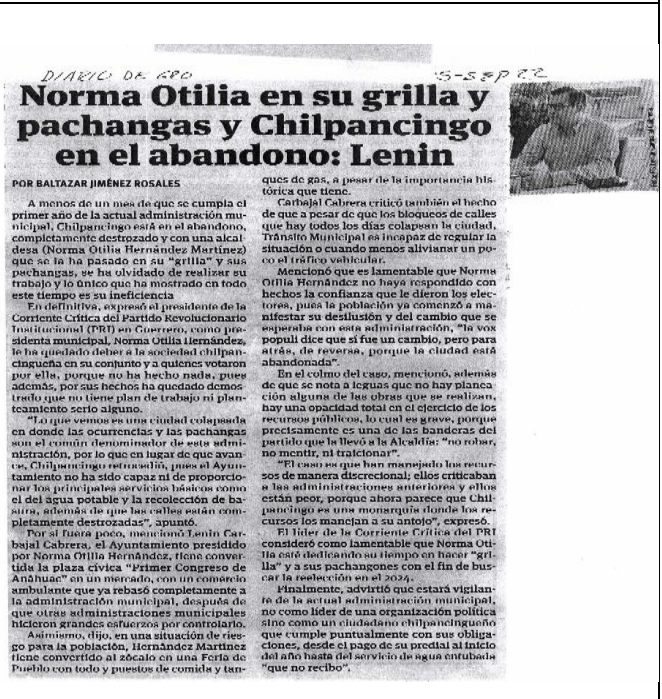 DIARIO DE GRO
5-SEP 22
Norma Otilia en su grilla y
pachangas y Chilpancingo
en el abandono: Lenin
POR BALTAZAR JIMÉNEZ ROSALES
A menos de un mes de que se cumpla el
primer año de la actual administración mu-
nicipal, Chilpancingo está en el abandono,
completamente destrozado y con una alcal-
desa (Norma Otilia Hernández Martínez)
que se la ha pasado en su "grilla" y sus
pachangas, se ha olvidado de realizar su
trabajo y lo único que ha mostrado en todo
este tiempo es su ineficiencia
En definitiva, expresó el presidente de la
Corriente Crítica del Partido Revolucionario
Institucional (PRI) en Guerrero, como pre-
sidenta municipal, Norma Otilia Hernández,
le ha quedado deber a la sociedad chilpan-
cingueña en su conjunto y a quienes votaron
por ella, porque no ha hecho nada, pues
además, por sus hechos ha quedado demos-
trado que no tiene plan de trabajo ni plan-
teamiento serio alguno.
"Lo que vemos es una ciudad colapsada
en donde las ocurrencias y las pachangas
son el común denominador de esta admi-
nistración, por lo que en lugar de que avan-
ce, Chilpancingo retrocedió, pues el Ayun-
tamiento no ha sido capaz ni de proporcio-
nar los principales servicios básicos como
el del agua potable y la recolección de ba-
sura, además de que las calles están com-
pletamente destrozadas", apuntó.
Por si fuera poco, mencionó Lenin Car-
bajal Cabrera, el Ayuntamiento presidido
por Norma Otilia Hernández, tiene conver-
tida la plaza cívica "Primer Congreso de
Anáhuac" en un mercado, con un comercio
ambulante que ya rebasó completamente a
la administración municipal, después de
que otras administraciones municipales
hicieron grandes esfuerzos por controlarlo.
Asimismo, dijo, en una situación de ries-
go para la población, Hernández Martínez
tiene convertido al zócalo en una Feria de
Pueblo con todo y puestos de comida y tan-
ques de gas, a pesar de la importancia his-
tórica que tiene.
Carbajal Cabrera criticó también el hecho
de que a pesar de que los bloqueos de calles
que hay todos los días colapsan la ciudad,
Tránsito Municipal es incapaz de regular la
situación o cuando menos alivianar un po-
co el tráfico vehicular.
Mencionó que es lamentable que Norma
Otilia Hernández no haya respondido con
hechos la confianza que le dieron los elec-
tores, pues la población ya comenzó a ma-
nifestar su desilusión y del cambio que se
esperaba con esta administración, "la vox
populi dice que sí fue un cambio, pero para
atrás, de reversa, porque la ciudad está
abandonada".
En el colmo del caso, mencionó, además
de que se nota a leguas que no hay planea-
ción alguna de las obras que se realizan,
hay una opacidad total en el ejercicio de los
recursos públicos, lo cual es grave, porque
precisamente es una de las banderas del
partido que la llevó a la Alcaldía: "no robar,
no mentir, ni traicionar".
"El caso es que han manejado los recur-
sos de manera discrecional; ellos criticaban
a las administraciones anteriores y ellos
están peor, porque ahora parece que Chil-
pancingo es una monarquía donde los re-
cursos los manejan a su antojo", expresó.
El líder de la Corriente Crítica del PRI
consideró como lamentable que Norma Oti-
lia esté dedicando su tiempo en hacer "gri-
lla" y a sus pachangones con el fin de bus-
car la reelección en el 2024.
Finalmente, advirtió que estará vigilan-
te de la actual administración municipal,
no como líder de una organización política
sino como un ciudadano chilpancingueño
que cumple puntualmente con sus obliga-
ciones, desde el pago de su predial al inicio
del año hasta del servicio de agua entubada
"que no recibo".